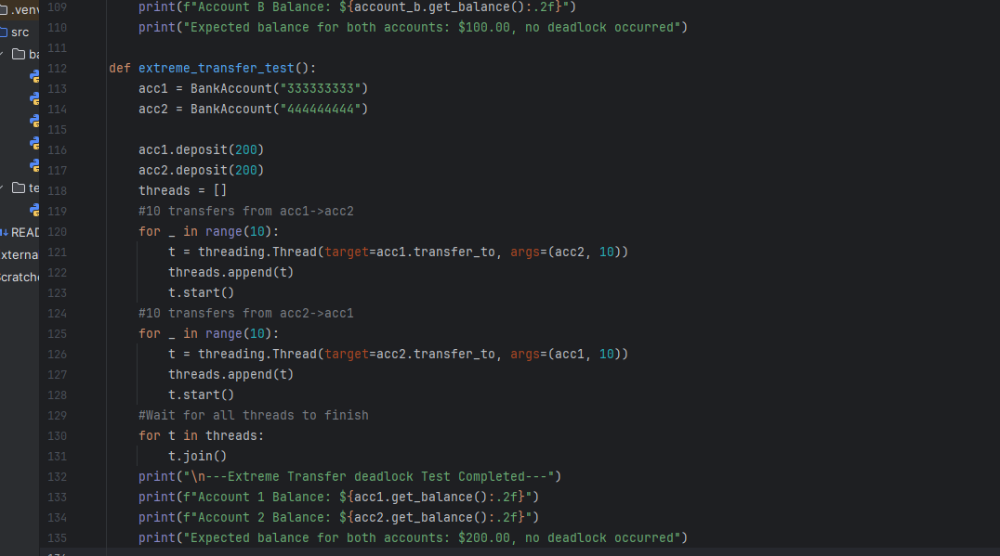 .venv
src
ba
te
READ
xterna
cratche
109 print(f"Account B Balance: ${account_b.get_balance():.2f}")
110 print("Expected balance for both accounts: $100.00, no deadlock occurred")
111
112 def extreme_transfer_test():
113 acc1 = BankAccount("333333333")
114 acc2 = BankAccount("444444444")
115
116 acc1.deposit(200)
117 acc2.deposit(200)
118 threads = []
119 #10 transfers from acc1->acc2
120 for _ in range(10):
121 t = threading.Thread(target=acc1.transfer_to, args=(acc2, 10))
122 threads.append(t)
123 t.start()
124 #10 transfers from acc2->acc1
125 for _ in range(10):
126 t = threading.Thread(target=acc2.transfer_to, args=(acc1, 10))
127 threads.append(t)
128 t.start()
129 #Wait for all threads to finish
130 for t in threads:
131 t.join()
132 print("\n---Extreme Transfer deadlock Test Completed---")
133 print(f"Account 1 Balance: ${acc1.get_balance():.2f}")
134 print(f"Account 2 Balance: ${acc2.get_balance():.2f}")
135 print("Expected balance for both accounts: $200.00, no deadlock occurred")